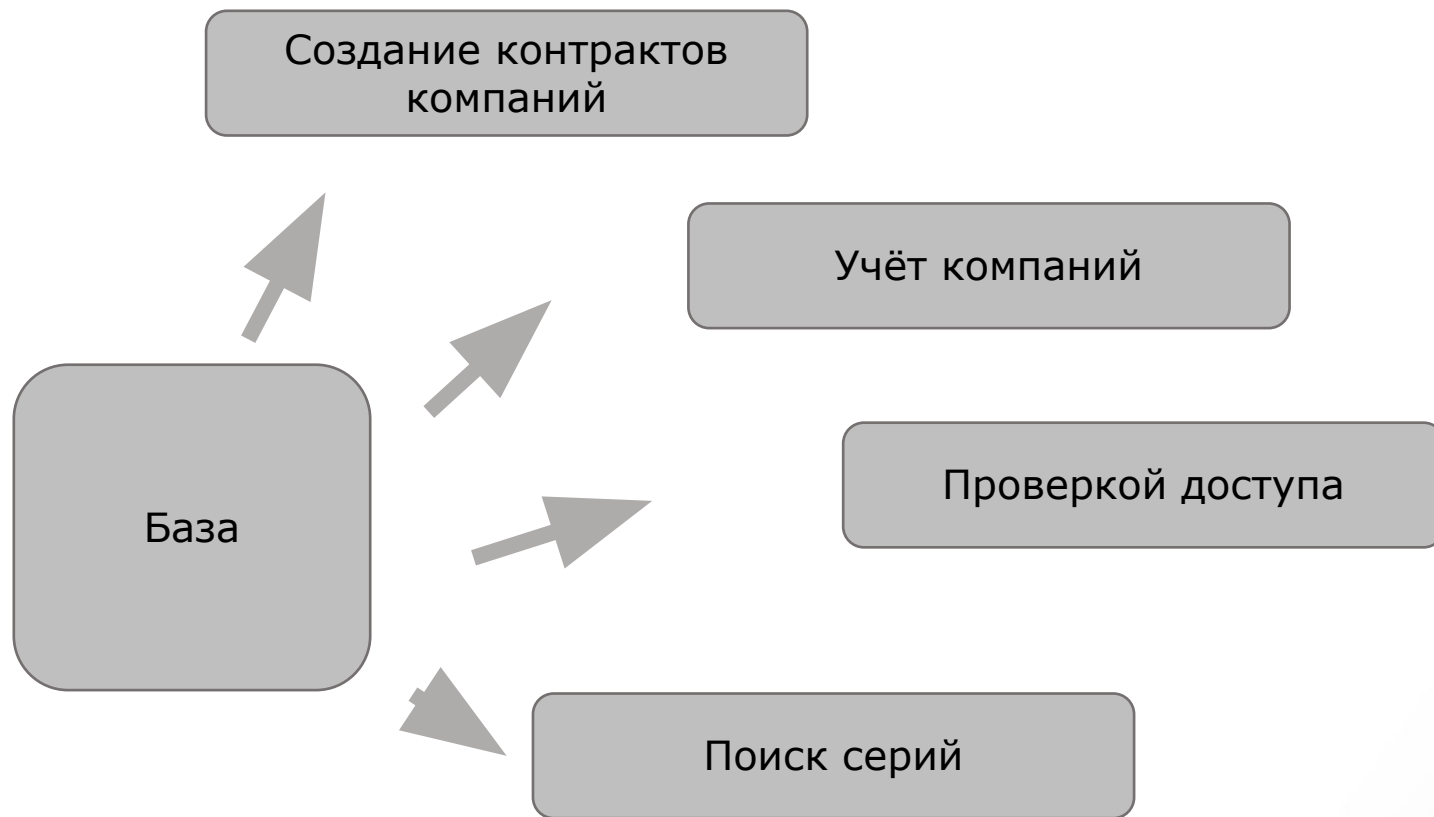 Создание контрактов
компаний
Учёт компаний
Проверкой доступа
База
Поиск серий